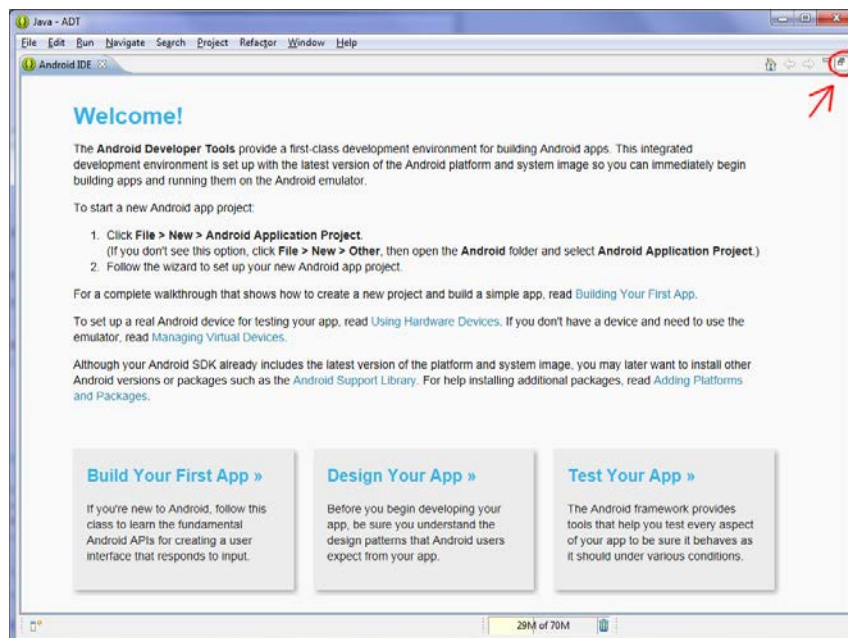 Java - ADT
File Edit Run Navigate Search Project Refactor Window Help
Android IDE
Welcome!
The Android Developer Tools provide a first-class development environment for building Android apps. This integrated
development environment is set up with the latest version of the Android platform and system image so you can immediately begin
building apps and running them on the Android emulator.
To start a new Android app project:
1. Click File > New > Android Application Project.
(If you don't see this option, click File > New > Other, then open the Android folder and select Android Application Project.)
2. Follow the wizard to set up your new Android app project.
For a complete walkthrough that shows how to create a new project and build a simple app, read Building Your First App.
To set up a real Android device for testing your app, read Using Hardware Devices. If you don't have a device and need to use the
emulator, read Managing Virtual Devices.
Although your Android SDK already includes the latest version of the platform and system image, you may later want to install other
Android versions or packages such as the Android Support Library. For help installing additional packages, read Adding Platforms
and Packages.
Build Your First App »
If you're new to Android, follow this
class to learn the fundamental
Android APIs for creating a user
interface that responds to input.
Design Your App »
Before you begin developing your
app, be sure you understand the
design patterns that Android users
expect from your app.
Test Your App »
The Android framework provides
tools that help you test every aspect
of your app to be sure it behaves as
it should under various conditions.
29M of 70M